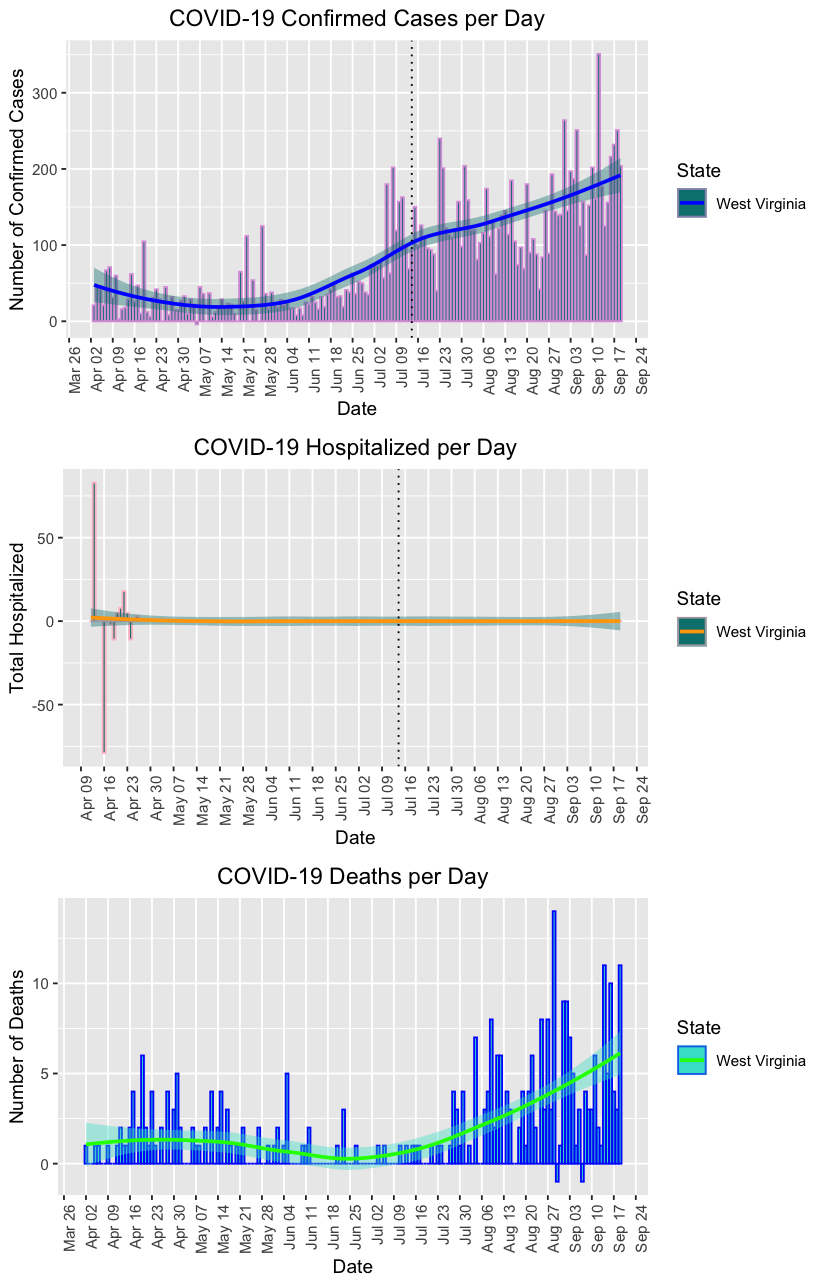 COVID-19 Confirmed Cases per Day
Number of Confirmed Cases
300
200
100
0
Mar 26
Apr 02
Apr 09
Apr 16
Apr 23
Apr 30
May 07
May 14
May 21
May 28
Jun 04
Jun 11
Jun 18
Jun 25
Jul 02
Jul 09
Jul 16
Jul 23
Jul 30
Aug 06
Aug 13
Aug 20
Aug 27
Sep 03
Sep 10
Sep 17
Sep 24
Date
State
West Virginia
COVID-19 Hospitalized per Day
Total Hospitalized
50
0
-50
Apr 09
Apr 16
Apr 23
Apr 30
May 07
May 14
May 21
May 28
Jun 04
Jun 11
Jun 18
Jun 25
Jul 02
Jul 09
Jul 16
Jul 23
Jul 30
Aug 06
Aug 13
Aug 20
Aug 27
Sep 03
Sep 10
Sep 17
Sep 24
Date
State
West Virginia
COVID-19 Deaths per Day
Number of Deaths
10
5
0
Mar 26
Apr 02
Apr 09
Apr 16
Apr 23
Apr 30
May 07
May 14
May 21
May 28
Jun 04
Jun 11
Jun 18
Jun 25
Jul 02
Jul 09
Jul 16
Jul 23
Jul 30
Aug 06
Aug 13
Aug 20
Aug 27
Sep 03
Sep 10
Sep 17
Sep 24
Date
State
West Virginia